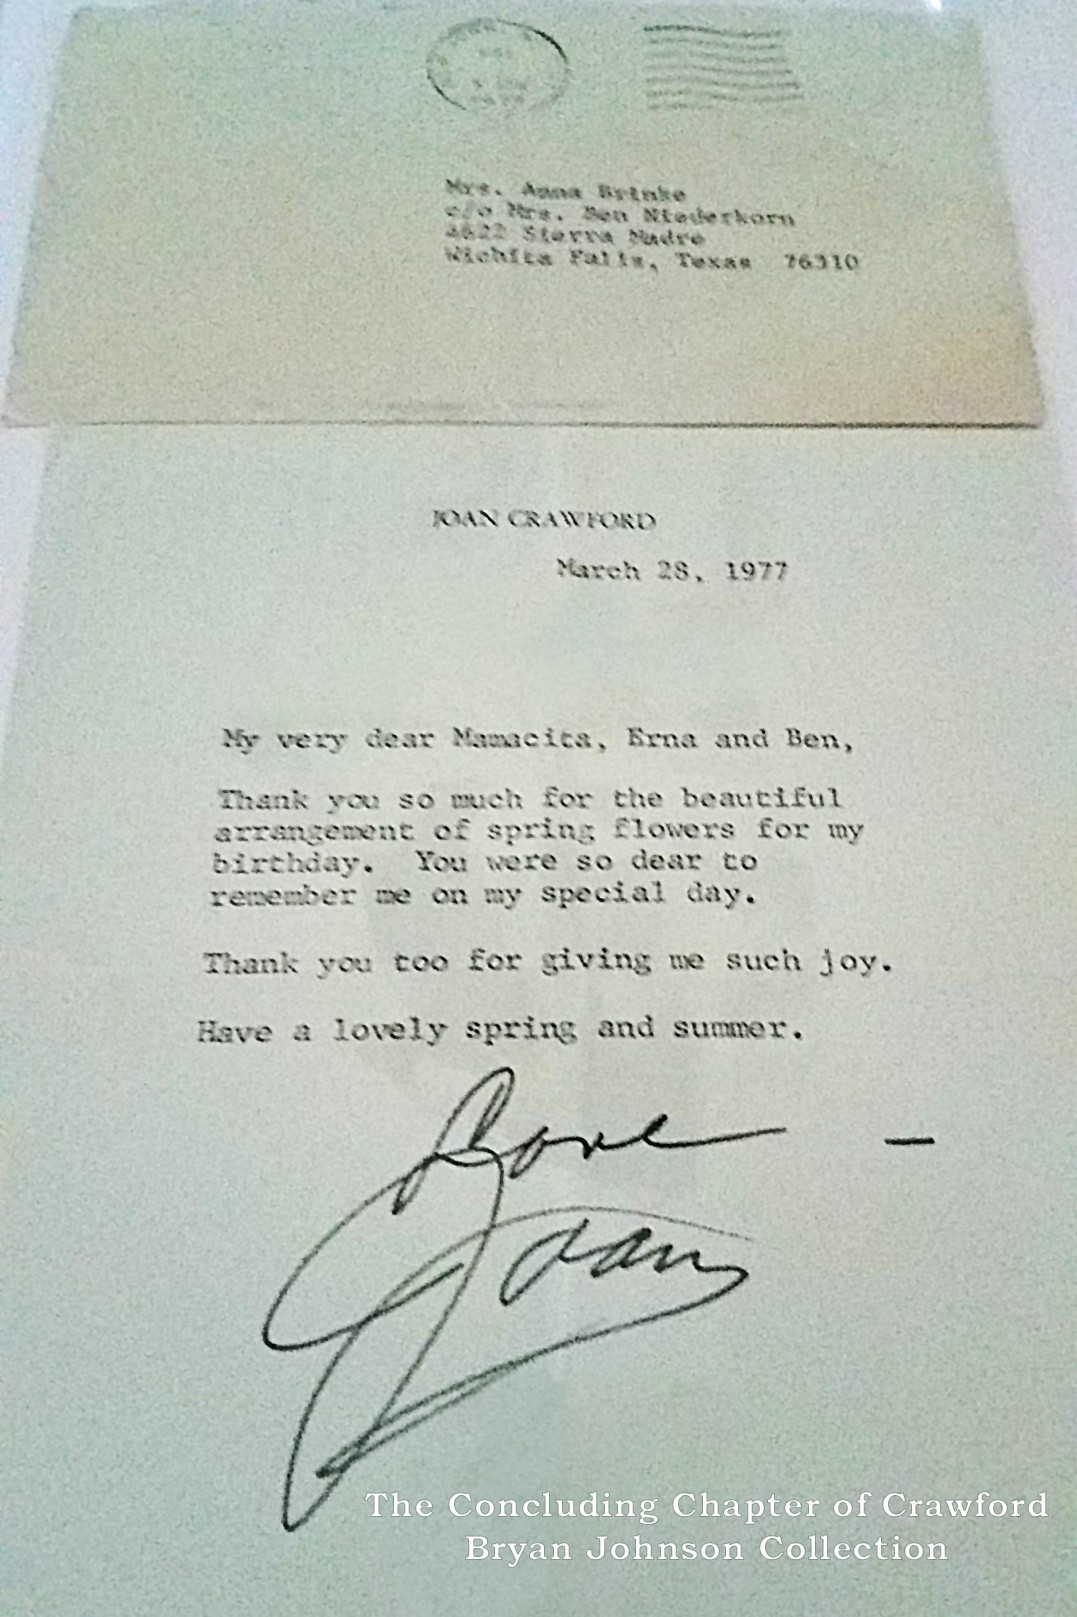 Mrs. Anna Brinke
c/o Mrs. Ben Niederkorn
4622 Sierra Madre
Wichita Falls, Texas 76310
JOAN CRAWFORD
March 28, 1977
My very dear Mamacita, Erna and Ben,
Thank you so much for the beautiful
arrangement of spring flowers for my
birthday. You were so dear to
remember me on my special day.
Thank you too for giving me such joy.
Have a lovely spring and summer.
Love —
Joan
The Concluding Chapter of Crawford
Bryan Johnson Collection